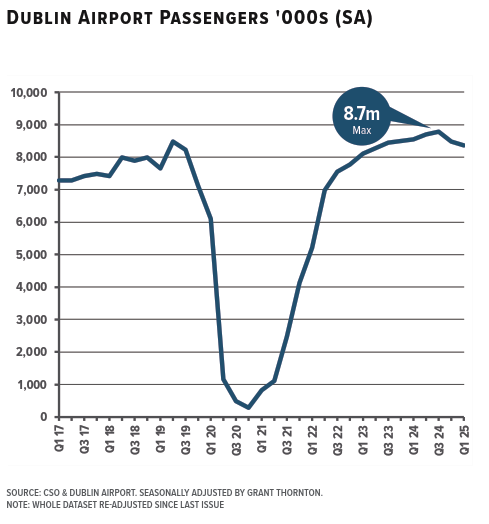 Dublin Airport Passengers '000s (SA)
10,000
9,000
8,000
7,000
6,000
5,000
4,000
3,000
2,000
1,000
0
8.7m
Max
Q1 17
Q3 17
Q1 18
Q3 18
Q1 19
Q3 19
Q1 20
Q3 20
Q1 21
Q3 21
Q1 22
Q3 22
Q1 23
Q3 23
Q1 24
Q3 24
Q1 25
SOURCE: CSO & DUBLIN AIRPORT. SEASONALLY ADJUSTED BY GRANT THORNTON.
NOTE: WHOLE DATASET RE-ADJUSTED SINCE LAST ISSUE